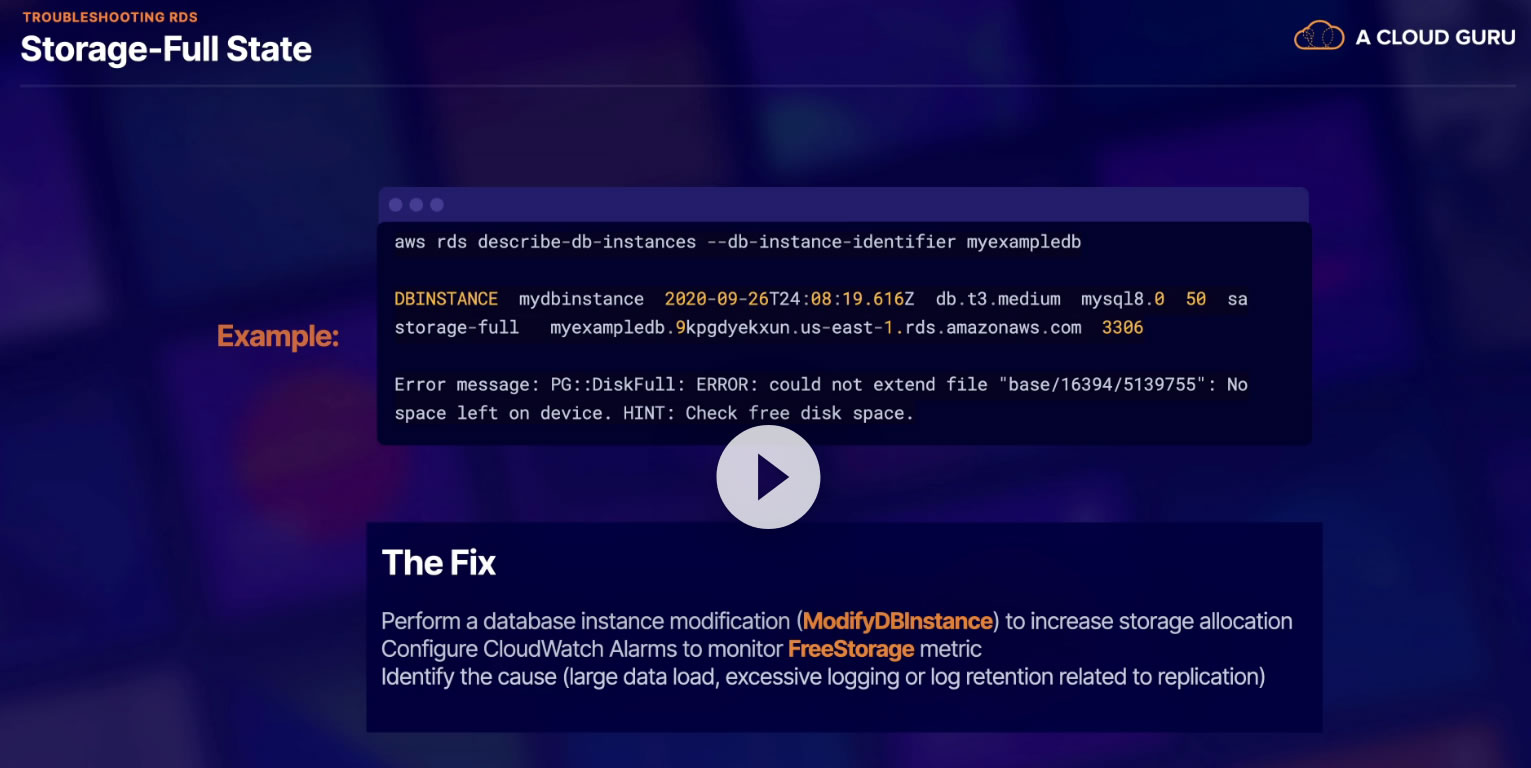 TROUBLESHOOTING RDS
Storage-Full State
A CLOUD GURU
aws rds describe-db-instances --db-instance-identifier myexampledb
DBINSTANCE mydbinstance 2020-09-26T24:08:19.616Z db.t3.medium mysql8.0 50 sa
storage-full myexampledb.9kpgdyekxun.us-east-1.rds.amazonaws.com 3306
Example:
Error message: PG::DiskFull: ERROR: could not extend file "base/16394/5139755": No
space left on device. HINT: Check free disk space.
The Fix
Perform a database instance modification (ModifyDBInstance) to increase storage allocation
Configure CloudWatch Alarms to monitor FreeStorage metric
Identify the cause (large data load, excessive logging or log retention related to replication)